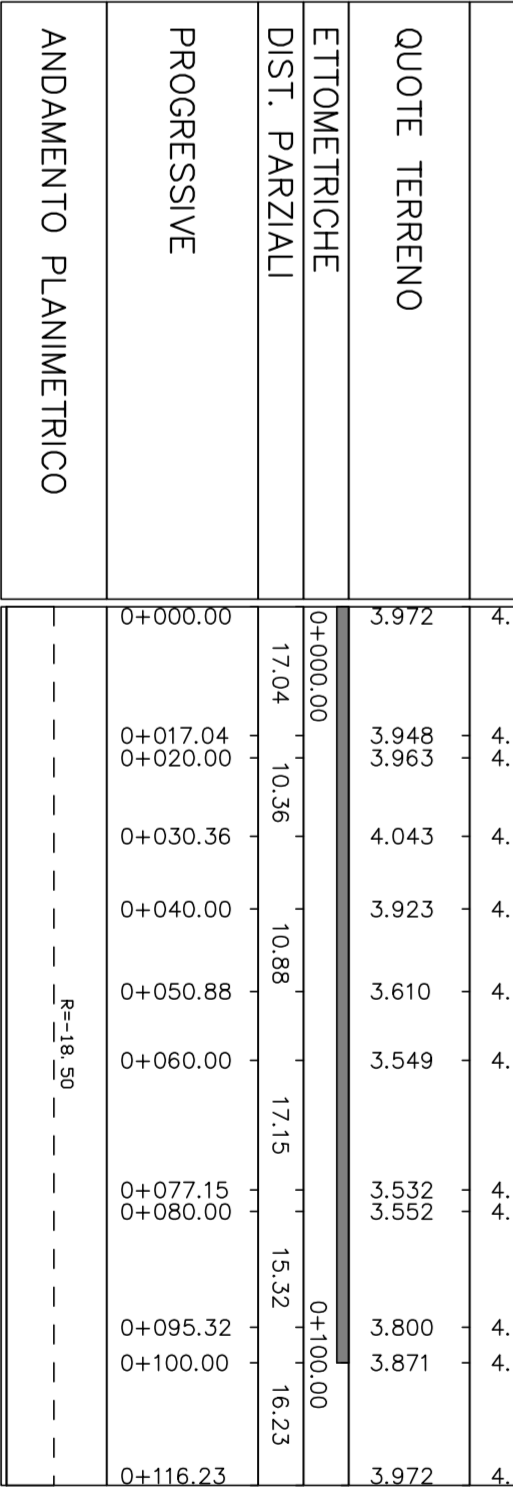 QUOTE TERRENO
ETTOMETRICHE
DIST. PARZIALI
PROGRESSIVE
ANDAMENTO PLANIMETRICO
0+000.00 3.972 4.
17.04 0+000.00
0+017.04 3.948 4.
0+020.00 3.963 4.
10.36
0+030.36 4.043 4.
0+040.00 3.923 4.
10.88
0+050.88 3.610 4.
R=-18.50
0+060.00 3.549 4.
17.15
0+077.15 3.532 4.
0+080.00 3.552 4.
15.32
0+095.32 3.800 4.
0+100.00
0+100.00 3.871 4.
16.23
0+116.23 3.972 4.